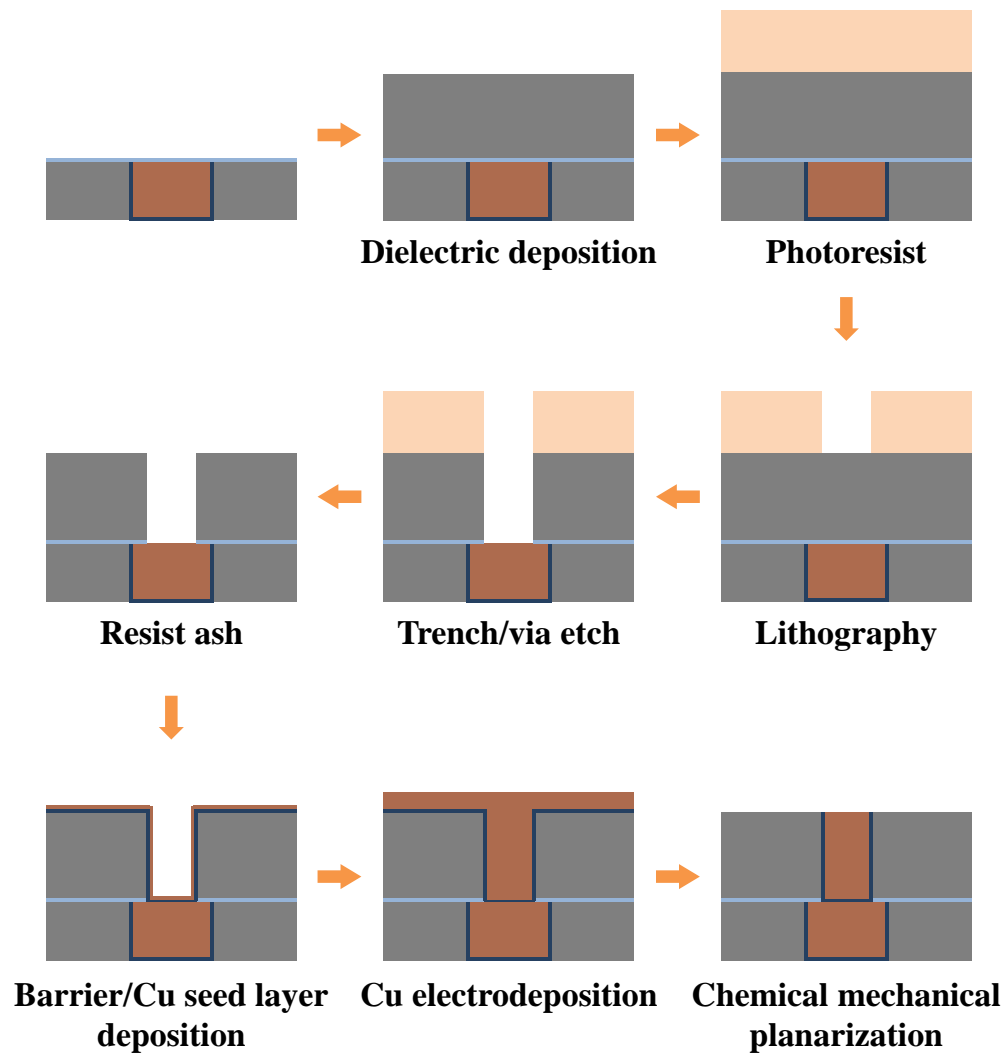 Dielectric deposition
Photoresist
Resist ash
Trench/via etch
Lithography
Barrier/Cu seed layer
deposition
Cu electrodeposition
Chemical mechanical
planarization